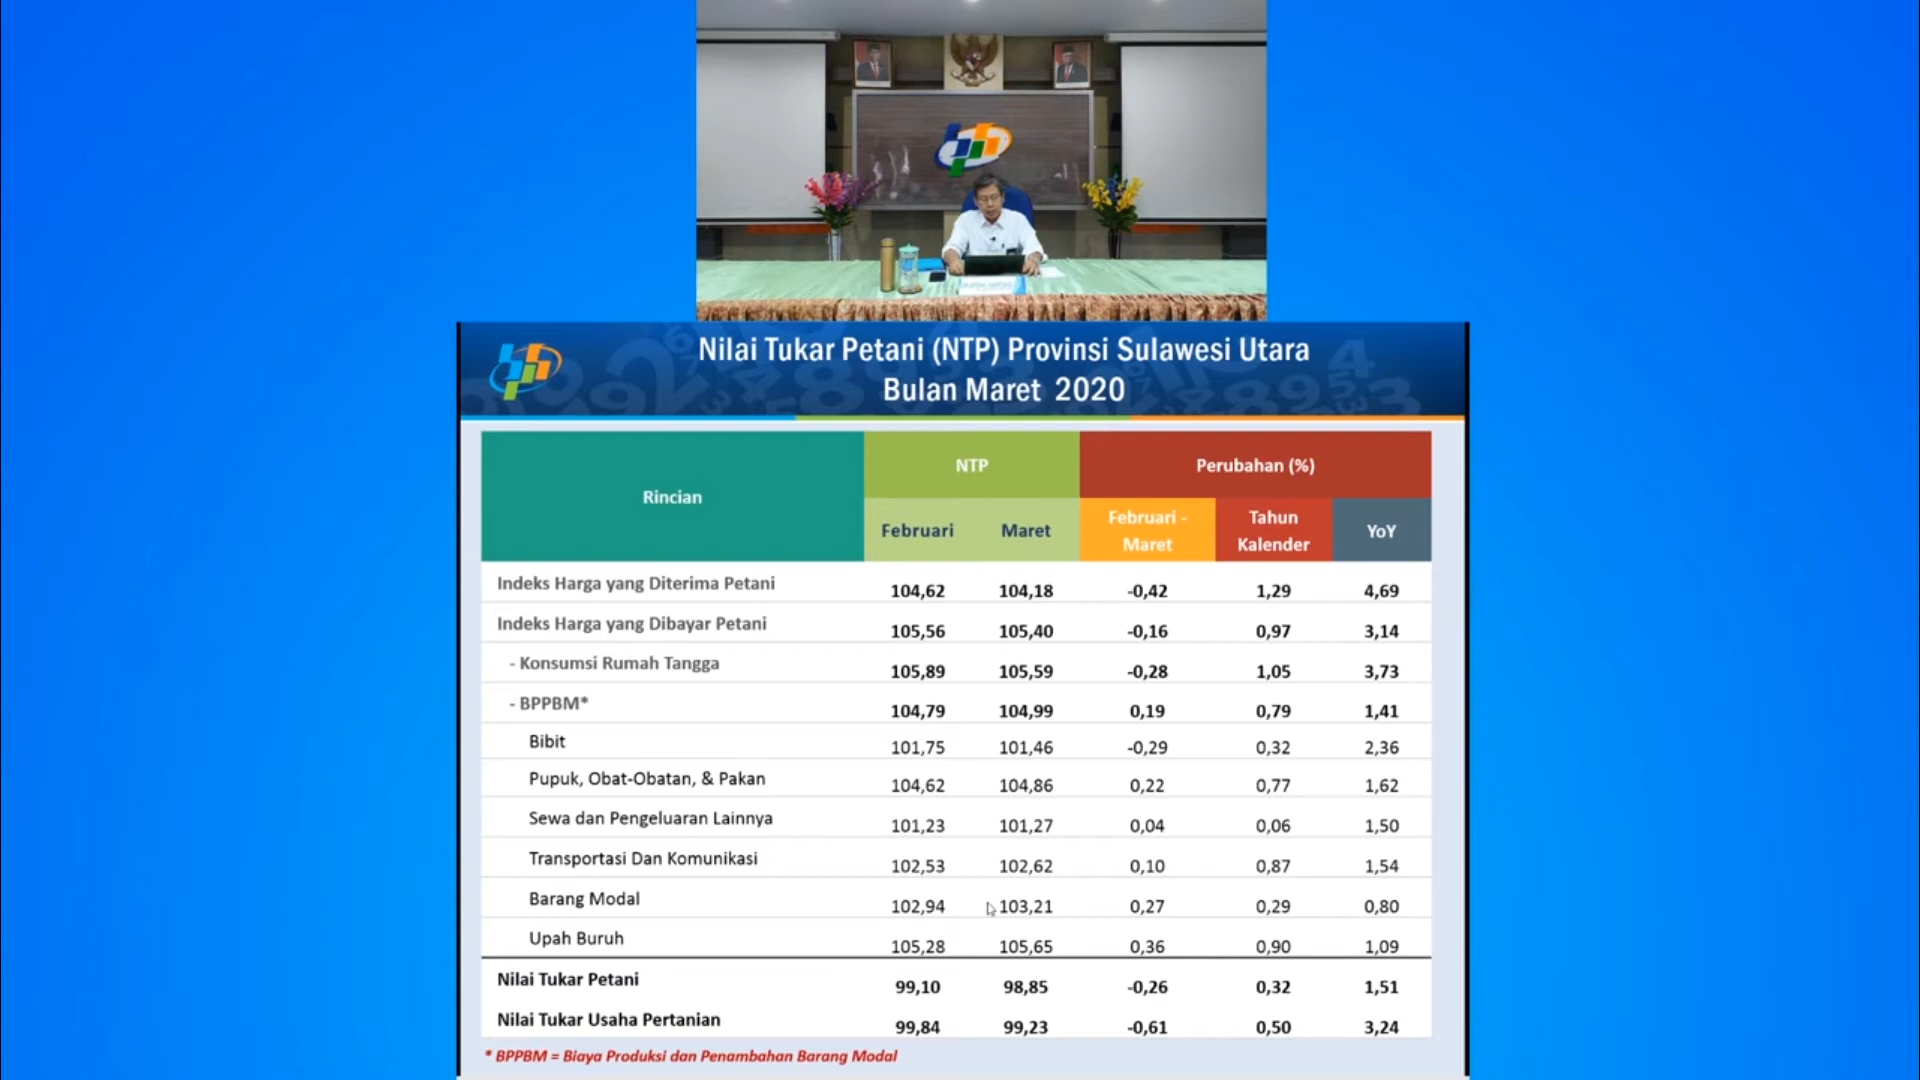 Nilai Tukar Petani (NTP) Provinsi Sulawesi Utara
Bulan Maret 2020
Rincian
NTP
Perubahan (%)
Februari
Maret
Februari -
Maret
Tahun
Kalender
YoY
Indeks Harga yang Diterima Petani 104,62 104,18 -0,42 1,29 4,69
Indeks Harga yang Dibayar Petani 105,56 105,40 -0,16 0,97 3,14
- Konsumsi Rumah Tangga 105,89 105,59 -0,28 1,05 3,73
- BPPBM* 104,79 104,99 0,19 0,79 1,41
Bibit 101,75 101,46 -0,29 0,32 2,36
Pupuk, Obat-Obatan, & Pakan 104,62 104,86 0,22 0,77 1,62
Sewa dan Pengeluaran Lainnya 101,23 101,27 0,04 0,06 1,50
Transportasi Dan Komunikasi 102,53 102,62 0,10 0,87 1,54
Barang Modal 102,94 103,21 0,27 0,29 0,80
Upah Buruh 105,28 105,65 0,36 0,90 1,09
Nilai Tukar Petani 99,10 98,85 -0,26 0,32 1,51
Nilai Tukar Usaha Pertanian 99,84 99,23 -0,61 0,50 3,24
* BPPBM = Biaya Produksi dan Penambahan Barang Modal